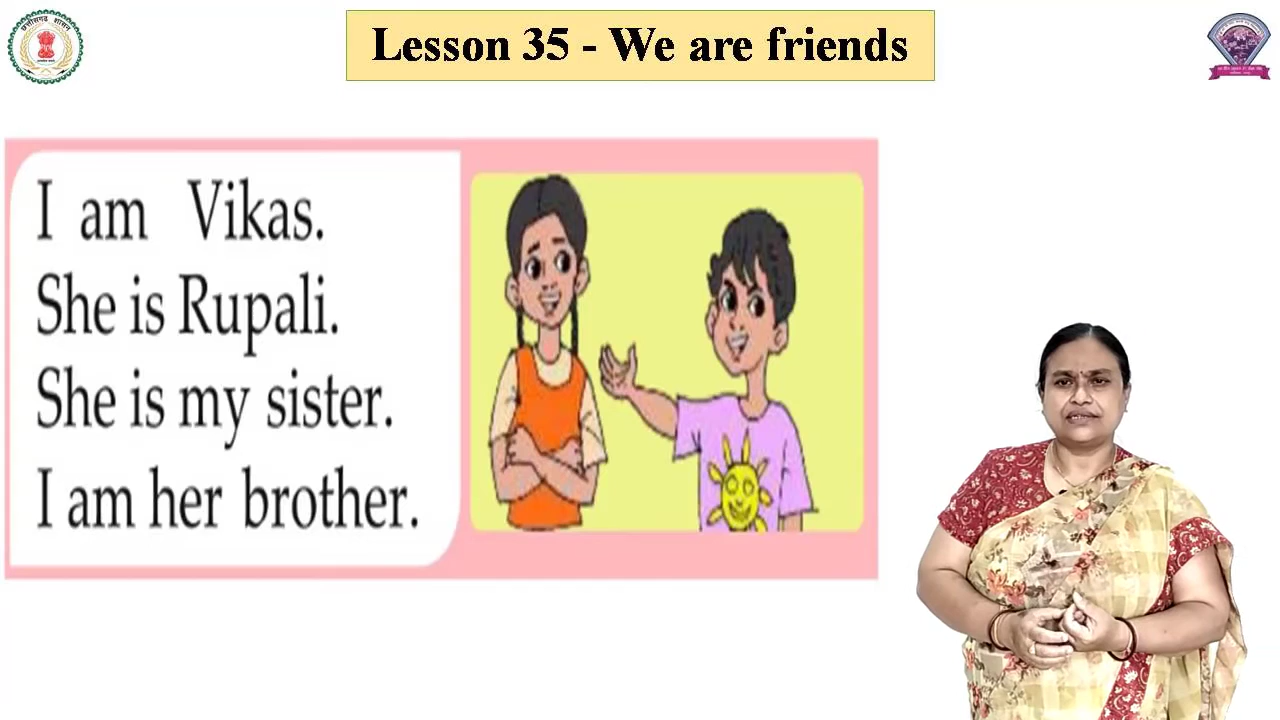 Lesson 35 - We are friends
I am Vikas.
She is Rupali.
She is my sister.
I am her brother.